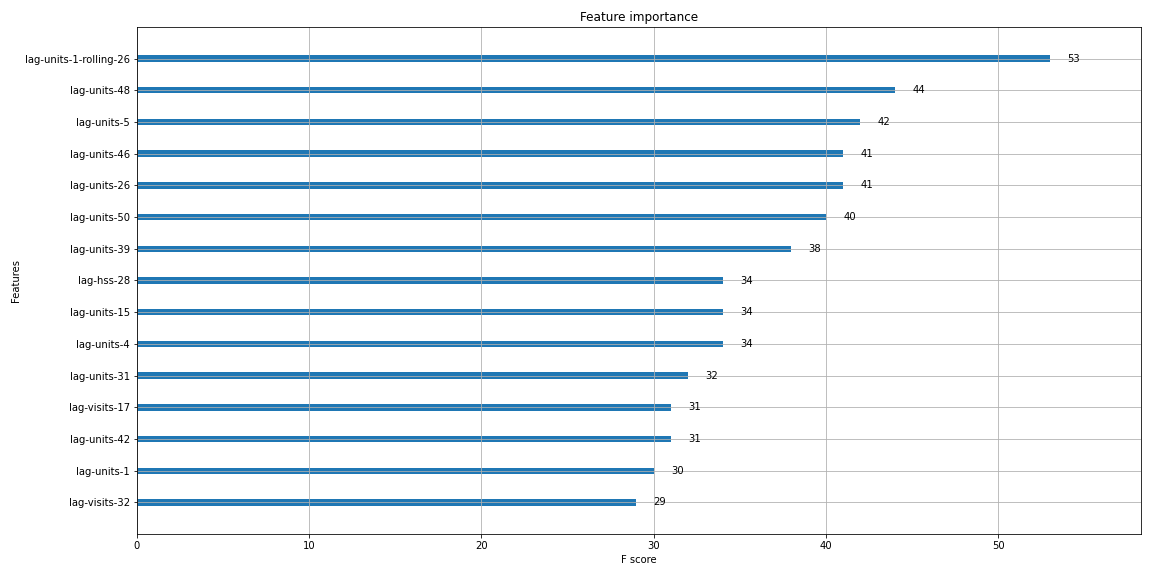 Feature importance
Features
lag-units-1-rolling-26 53
lag-units-48 44
lag-units-5 42
lag-units-46 41
lag-units-26 41
lag-units-50 40
lag-units-39 38
lag-hss-28 34
lag-units-15 34
lag-units-4 34
lag-units-31 32
lag-visits-17 31
lag-units-42 31
lag-units-1 30
lag-visits-32 29
0 10 20 30 40 50
F score